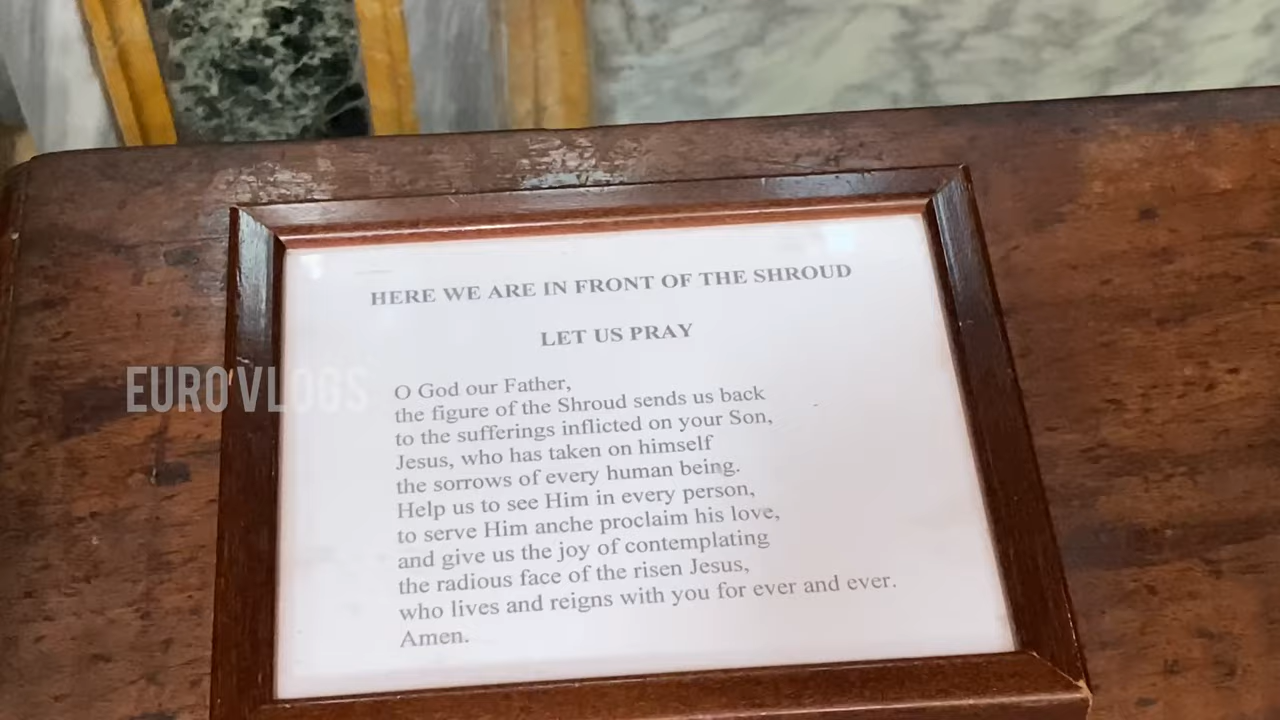 HERE WE ARE IN FRONT OF THE SHROUD
LET US PRAY
O God our Father,
the figure of the Shroud sends us back
to the sufferings inflicted on your Son,
Jesus, who has taken on himself
the sorrows of every human being.
Help us to see Him in every person,
to serve Him anche proclaim his love,
and give us the joy of contemplating
the radious face of the risen Jesus,
who lives and reigns with you for ever and ever.
Amen.
EURO VLOGS